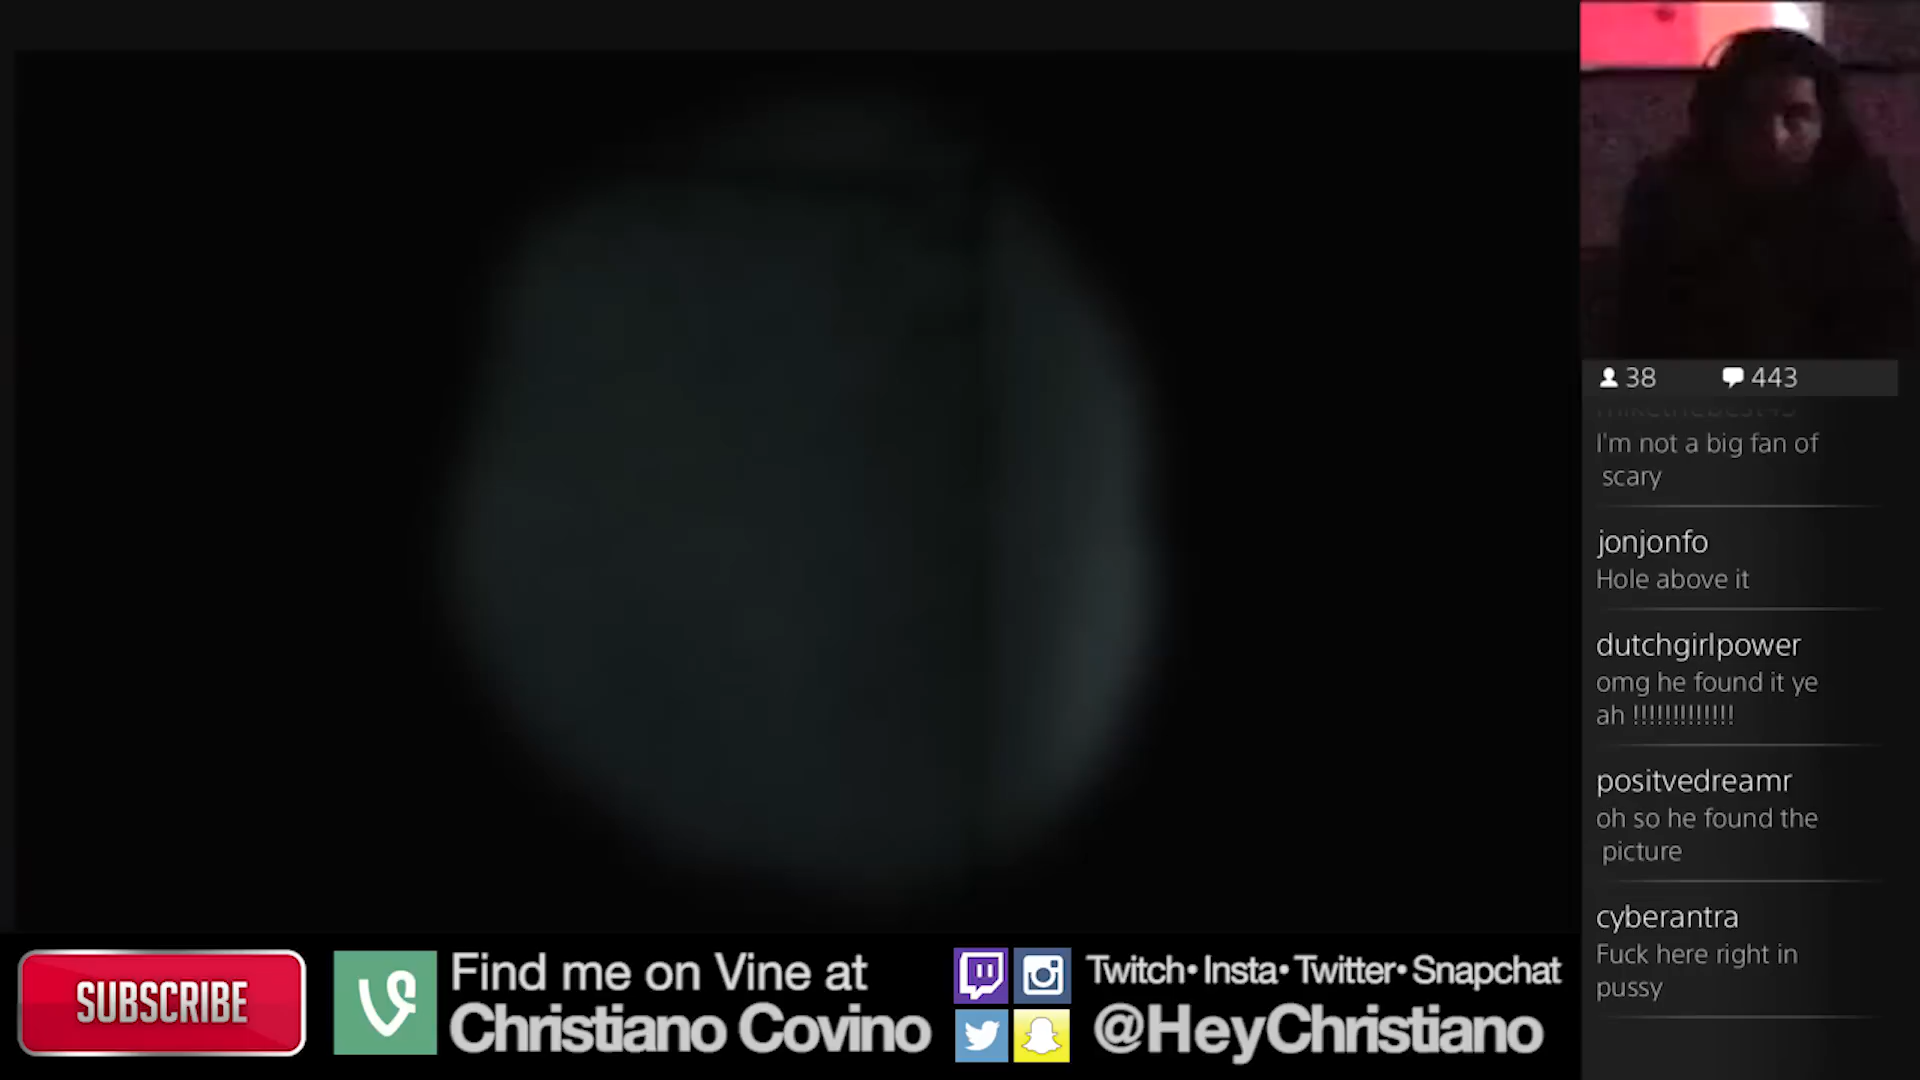 38 443
I'm not a big fan of
scary
jonjonfo
Hole above it
dutchgirlpower
omg he found it ye
ah !!!!!!!!!!!!!
positvedreamr
oh so he found the
picture
cyberantra
Fuck here right in
pussy
SUBSCRIBE
Find me on Vine at
Christiano Covino
Twitch• Insta• Twitter• Snapchat
@HeyChristiano